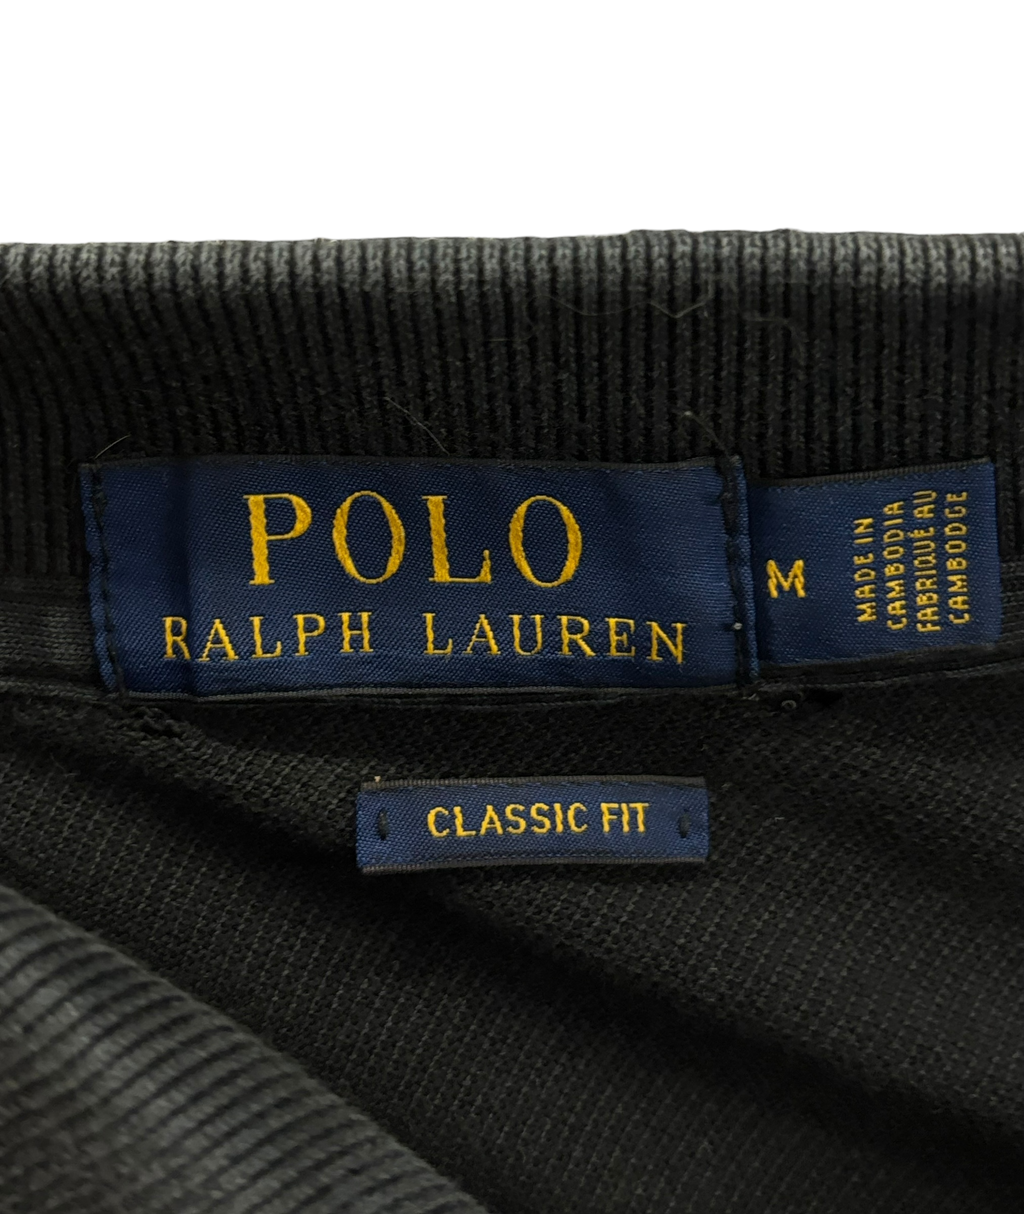 POLO
RALPH LAUREN
M
MADE IN
CAMBODIA
FABRIQUÉ AU
CAMBODGE
CLASSIC FIT